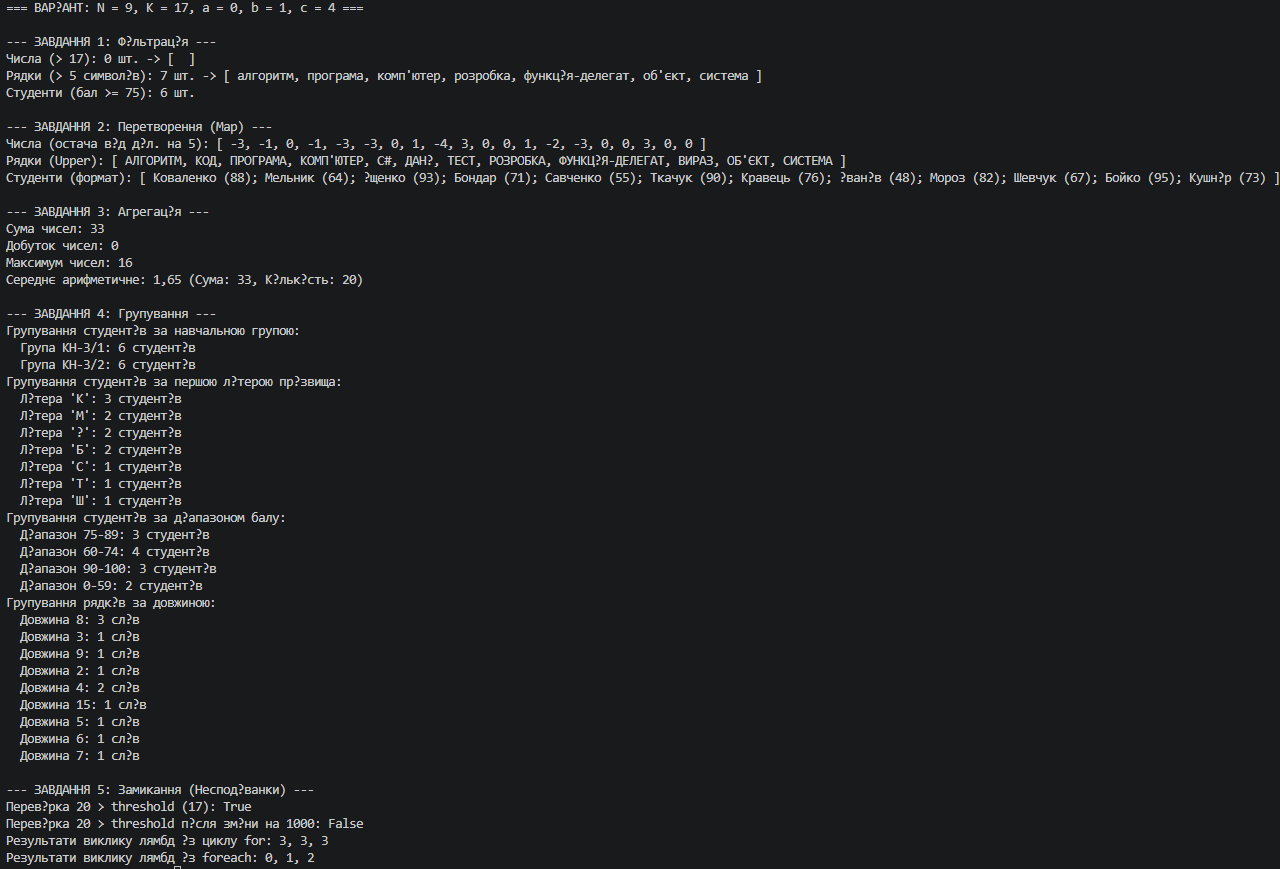 === ВАР?АНТ: N = 9, K = 17, a = 0, b = 1, c = 4 ===
--- ЗАВДАННЯ 1: Ф?льтрац?я ---
Числа (> 17): 0 шт. -> [  ]
Рядки (> 5 символ?в): 7 шт. -> [ алгоритм, програма, комп'ютер, розробка, функц?я-делегат, об'єкт, система ]
Студенти (бал >= 75): 6 шт.
--- ЗАВДАННЯ 2: Перетворення (Map) ---
Числа (остача в?д д?л. на 5): [ -3, -1, 0, -1, -3, -3, 0, 1, -4, 3, 0, 0, 1, -2, -3, 0, 0, 3, 0, 0 ]
Рядки (Upper): [ АЛГОРИТМ, КОД, ПРОГРАМА, КОМП'ЮТЕР, C#, ДАН?, ТЕСТ, РОЗРОБКА, ФУНКЦ?Я-ДЕЛЕГАТ, ВИРАЗ, ОБ'ЄКТ, СИСТЕМА ]
Студенти (формат): [ Коваленко (88); Мельник (64); ?щенко (93); Бондар (71); Савченко (55); Ткачук (90); Кравець (76); ?ван?в (48); Мороз (82); Шевчук (67); Бойко (95); Кушн?р (73) ]
--- ЗАВДАННЯ 3: Агрегац?я ---
Сума чисел: 33
Добуток чисел: 0
Максимум чисел: 16
Середнє арифметичне: 1,65 (Сума: 33, К?льк?сть: 20)
--- ЗАВДАННЯ 4: Групування ---
Групування студент?в за навчальною групою:
Група КН-3/1: 6 студент?в
Група КН-3/2: 6 студент?в
Групування студент?в за першою л?терою пр?звища:
Л?тера 'К': 3 студент?в
Л?тера 'М': 2 студент?в
Л?тера '?': 2 студент?в
Л?тера 'Б': 2 студент?в
Л?тера 'С': 1 студент?в
Л?тера 'Т': 1 студент?в
Л?тера 'Ш': 1 студент?в
Групування студент?в за д?апазоном балу:
Д?апазон 75-89: 3 студент?в
Д?апазон 60-74: 4 студент?в
Д?апазон 90-100: 3 студент?в
Д?апазон 0-59: 2 студент?в
Групування рядк?в за довжиною:
Довжина 8: 3 сл?в
Довжина 3: 1 сл?в
Довжина 9: 1 сл?в
Довжина 2: 1 сл?в
Довжина 4: 2 сл?в
Довжина 15: 1 сл?в
Довжина 5: 1 сл?в
Довжина 6: 1 сл?в
Довжина 7: 1 сл?в
--- ЗАВДАННЯ 5: Замикання (Неспод?ванки) ---
Перев?рка 20 > threshold (17): True
Перев?рка 20 > threshold п?сля зм?ни на 1000: False
Результати виклику лямбд ?з циклу for: 3, 3, 3
Результати виклику лямбд ?з foreach: 0, 1, 2